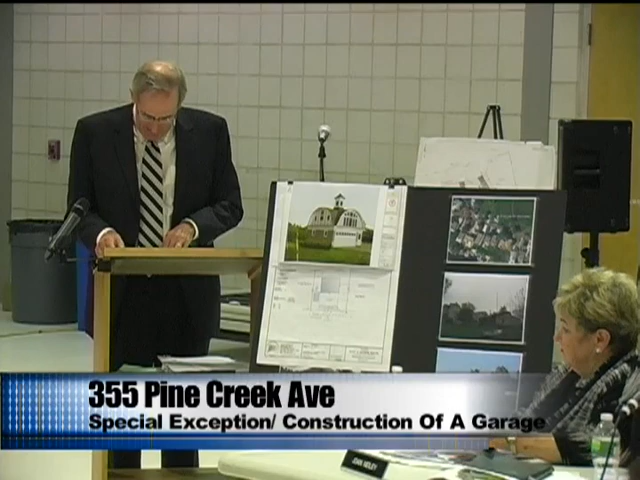 355 Pine Creek Ave
Special Exception/ Construction Of A Garage